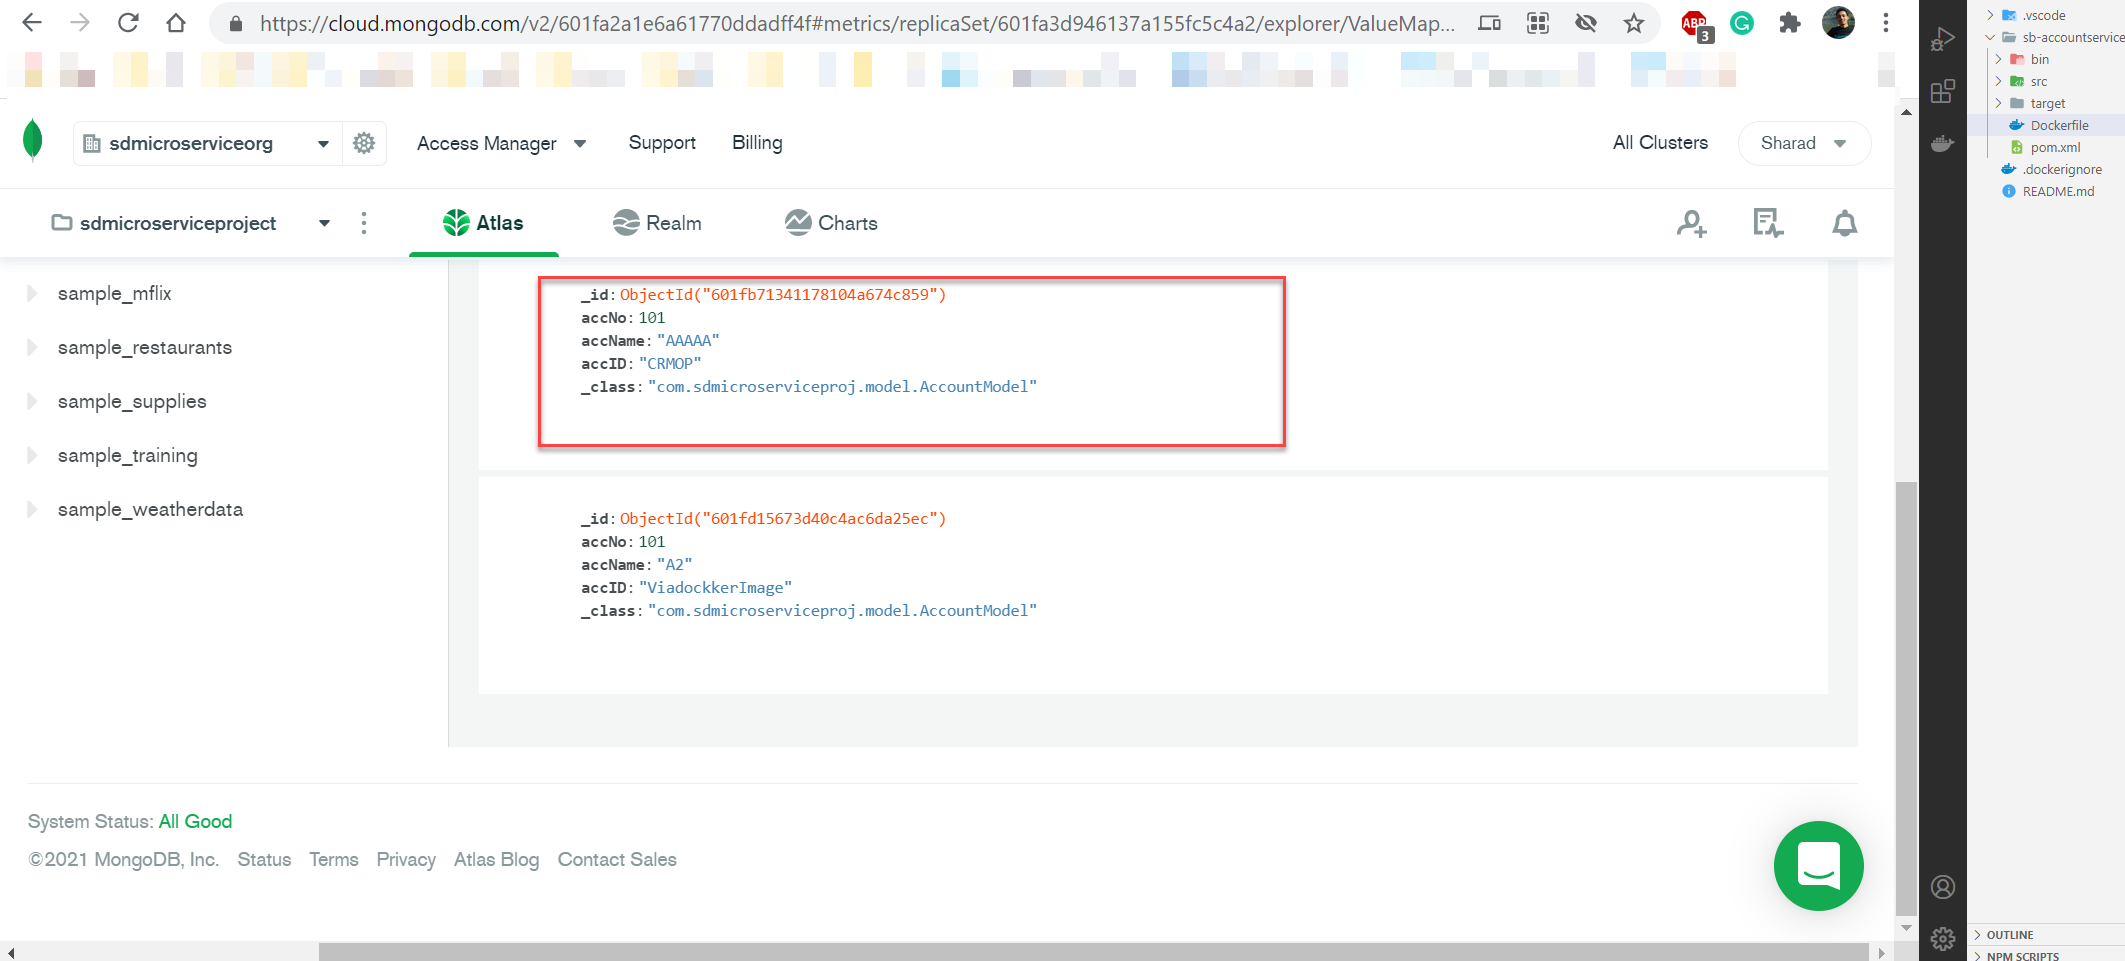 https://cloud.mongodb.com/v2/601fa2a1e6a61770ddadff4f#metrics/replicaSet/601fa3d946137a155fc5c4a2/explorer/ValueMap...
ABP
3
G
sdmicroserviceorg
Access Manager
Support
Billing
All Clusters
Sharad
sdmicroserviceproject
Atlas
Realm
Charts
sample_mflix
sample_restaurants
sample_supplies
sample_training
sample_weatherdata
_id: ObjectId("601fb71341178104a674c859")
accNo: 101
accName: "AAAAA"
accID: "CRMOP"
_class: "com.sdmicroserviceproj.model.AccountModel"
_id: ObjectId("601fd15673d40c4ac6da25ec")
accNo: 101
accName: "A2"
accID: "ViadockkerImage"
_class: "com.sdmicroserviceproj.model.AccountModel"
System Status: All Good
©2021 MongoDB, Inc. Status Terms Privacy Atlas Blog Contact Sales
.vscode
sb-accountservice
bin
src
target
Dockerfile
pom.xml
.dockerignore
README.md
OUTLINE
NPM SCRIPTS